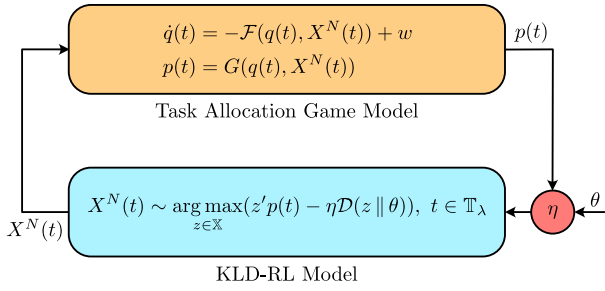 q̇(t) = −𝓕(q(t), X^N(t)) + w
p(t) = G(q(t), X^N(t))
p(t)
Task Allocation Game Model
X^N(t) ∼ arg max_{z∈𝕏}(z′p(t) − η𝒟(z ∥ θ)), t ∈ 𝕋_λ
η
θ
X^N(t)
KLD-RL Model